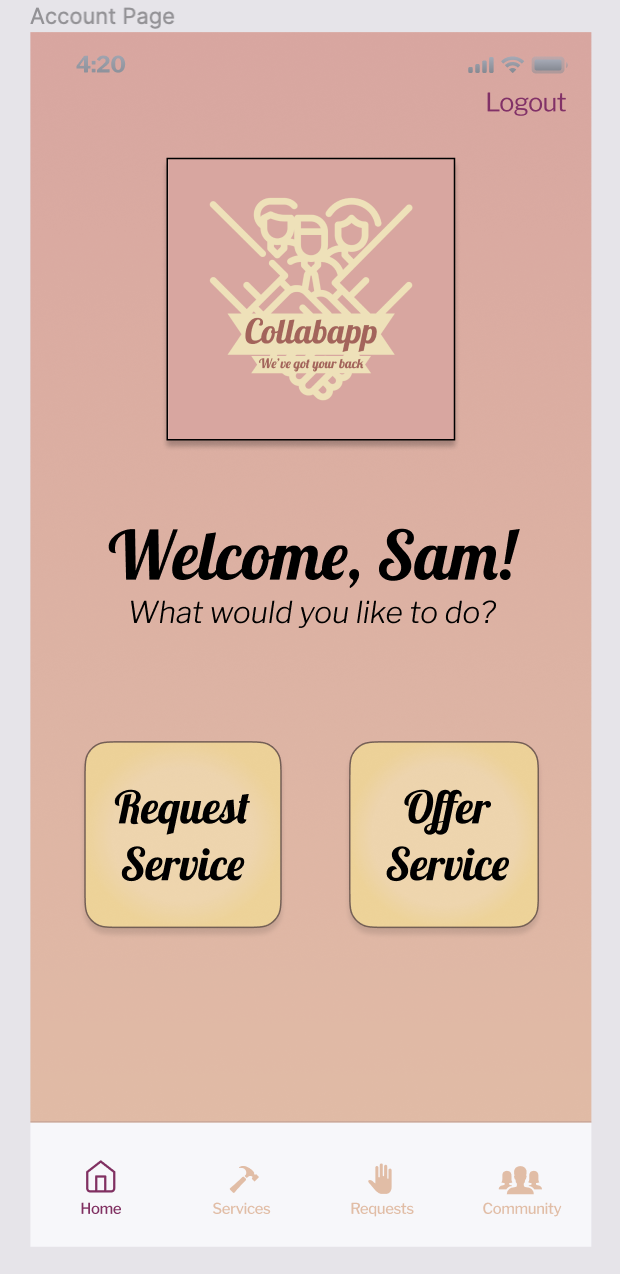 Account Page
4:20
Logout
Collabapp
We've got your back
Welcome, Sam!
What would you like to do?
Request
Service
Offer
Service
Home
Services
Requests
Community